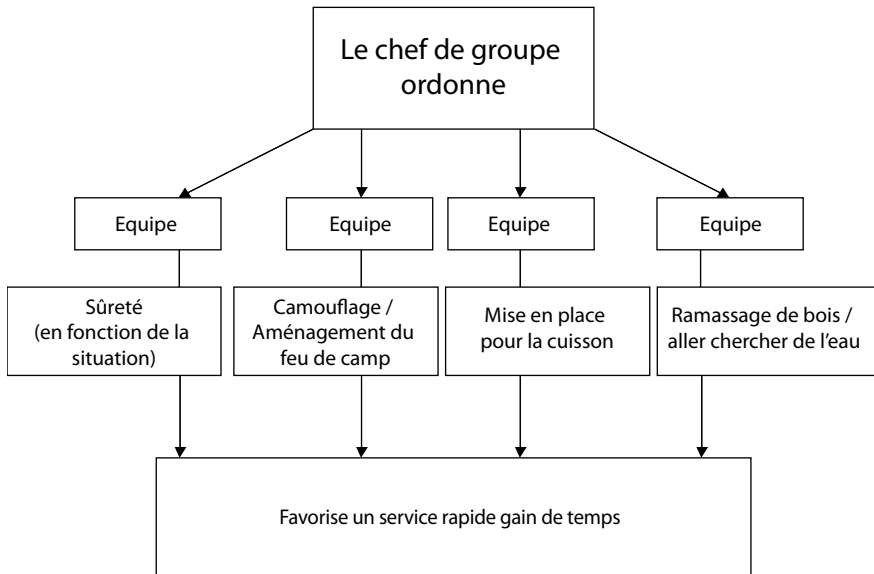 Le chef de groupe
ordonne
Equipe
Equipe
Equipe
Equipe
Sûreté
(en fonction de la
situation)
Camouflage /
Aménagement du
feu de camp
Mise en place
pour la cuisson
Ramassage de bois /
aller chercher de l’eau
Favorise un service rapide gain de temps